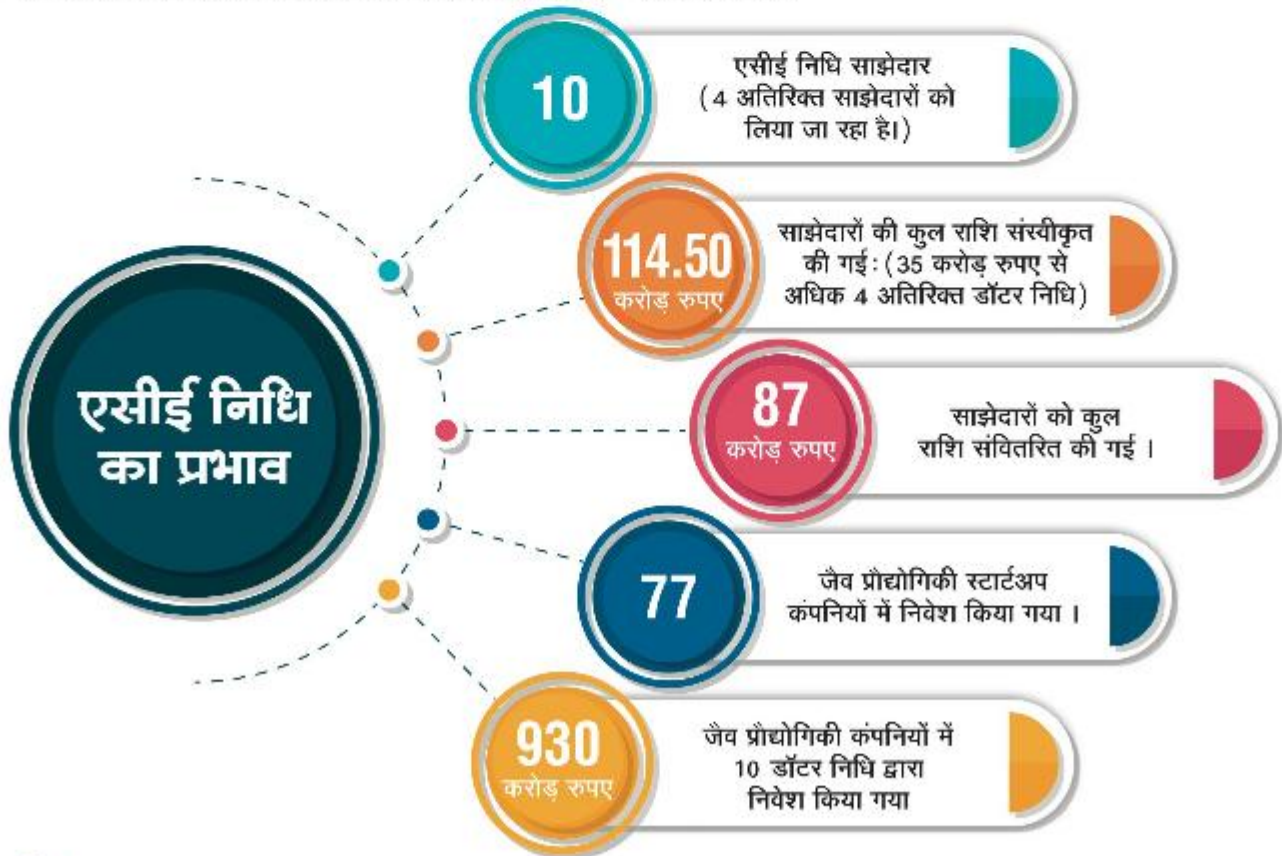 एसीई निधि
का प्रभाव
10
एसीई निधि साझेदार
(4 अतिरिक्त साझेदारों को
लिया जा रहा है।)
114.50
करोड़ रुपए
साझेदारों की कुल राशि संस्वीकृत
की गई: (35 करोड़ रुपए से
अधिक 4 अतिरिक्त डॉटर निधि)
87
करोड़ रुपए
साझेदारों को कुल
राशि संवितरित की गई ।
77
जैव प्रौद्योगिकी स्टार्टअप
कंपनियों में निवेश किया गया ।
930
करोड़ रुपए
जैव प्रौद्योगिकी कंपनियों में
10 डॉटर निधि द्वारा
निवेश किया गया